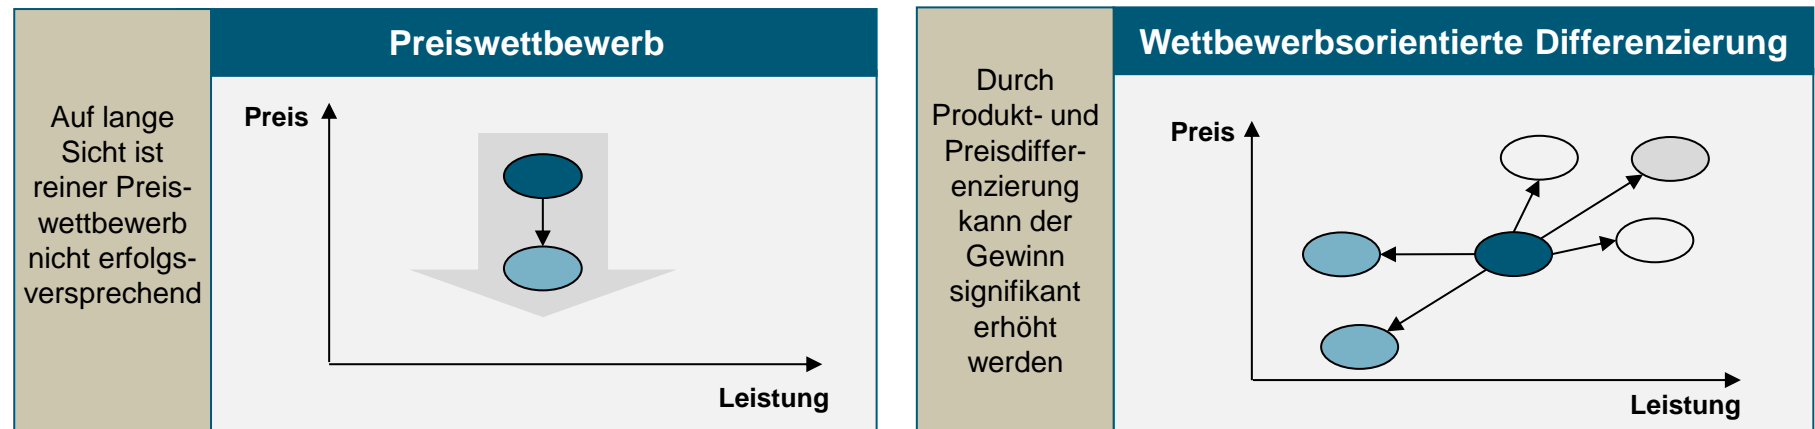 Preiswettbewerb
Auf lange
Sicht ist
reiner Preis-
wettbewerb
nicht erfolgs-
versprechend
Preis
Leistung
Wettbewerbsorientierte Differenzierung
Durch
Produkt- und
Preisdiffer-
enzierung
kann der
Gewinn
signifikant
erhöht
werden
Preis
Leistung